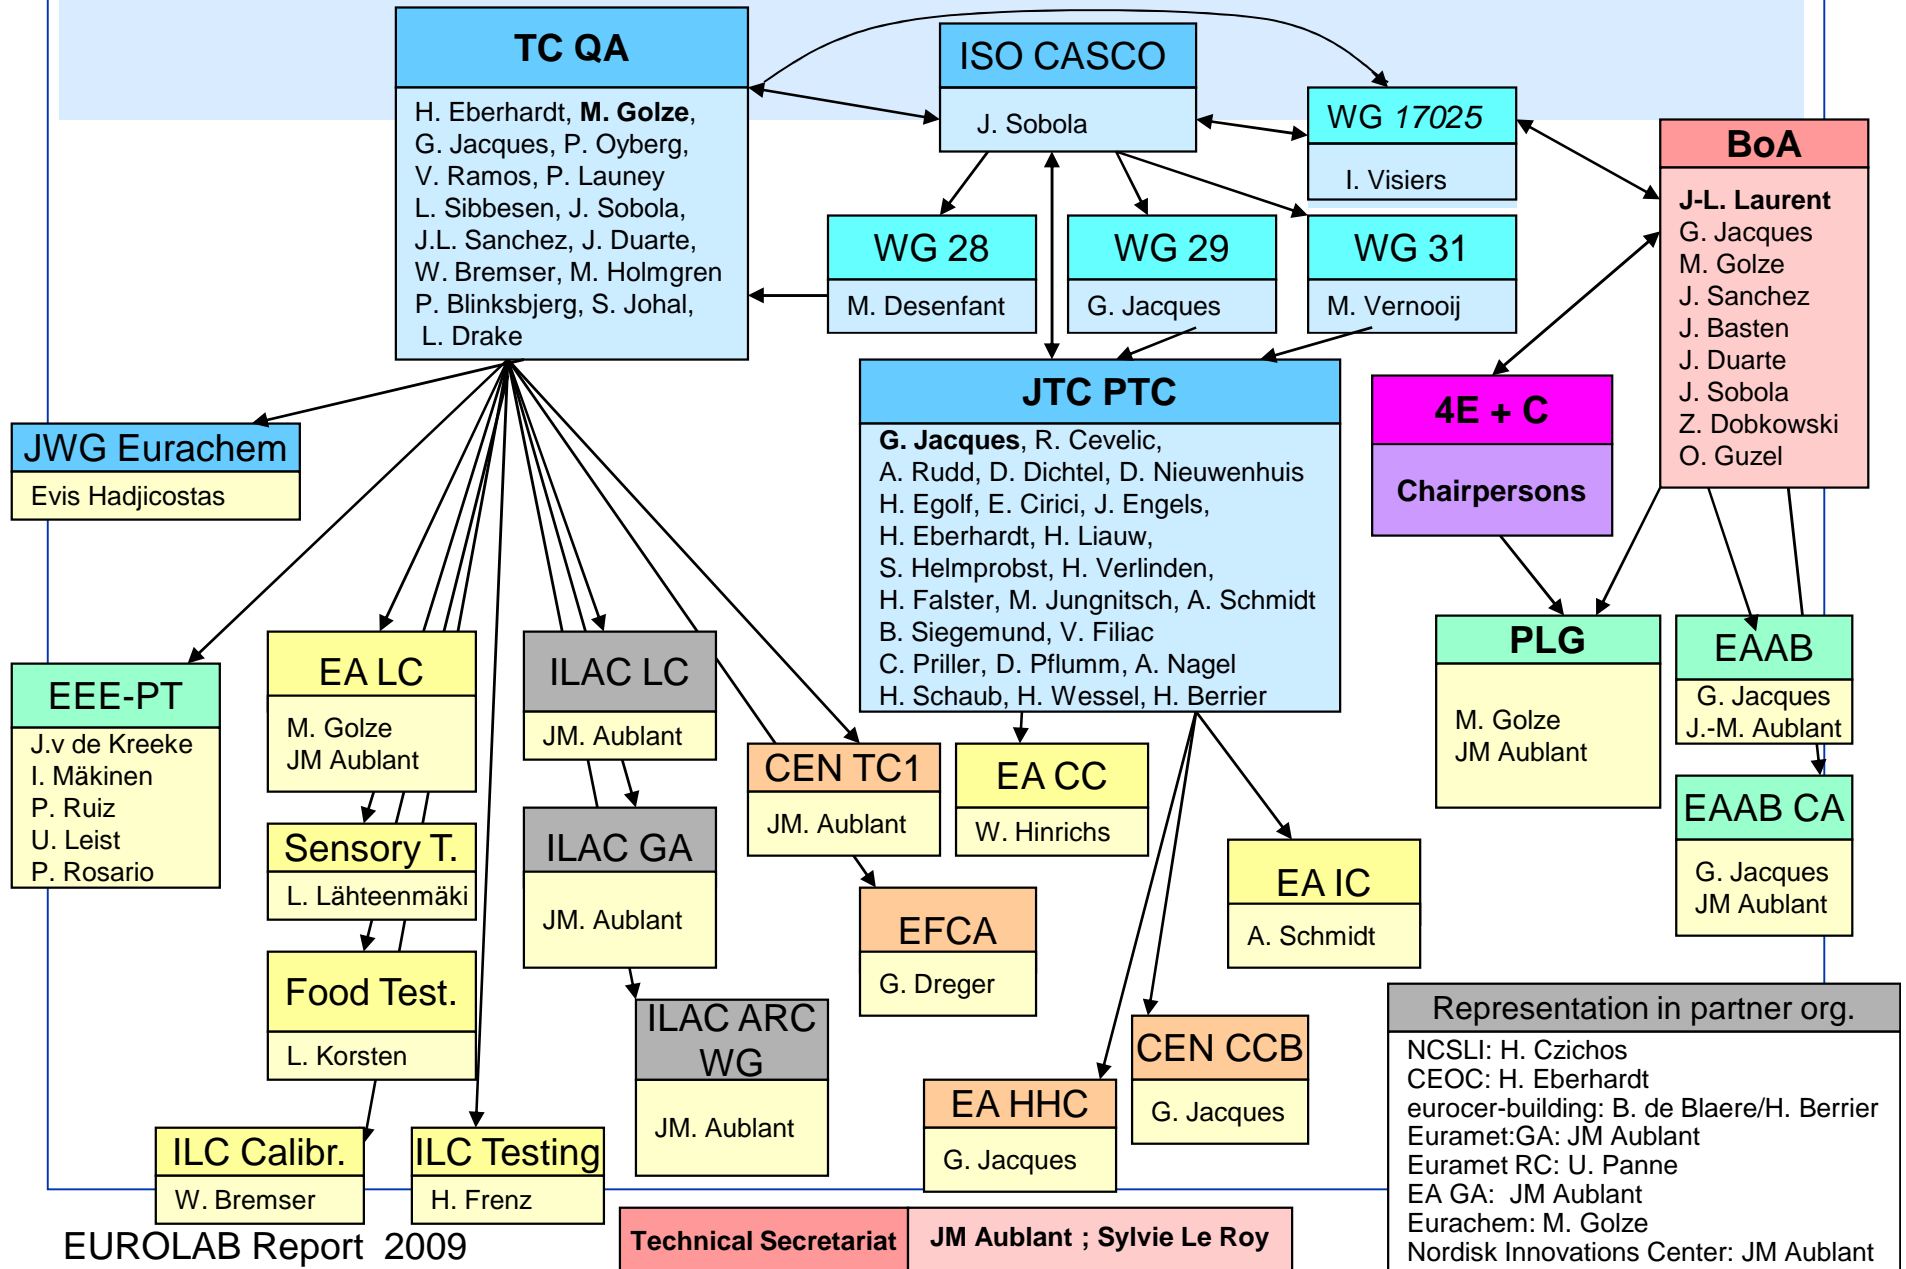 TC QA
H. Eberhardt, M. Golze,
G. Jacques, P. Oyberg,
V. Ramos, P. Launey
L. Sibbesen, J. Sobola,
J.L. Sanchez, J. Duarte,
W. Bremser, M. Holmgren
P. Blinksbjerg, S. Johal,
L. Drake
ISO CASCO
J. Sobola
WG 17025
I. Visiers
BoA
J-L. Laurent
G. Jacques
M. Golze
J. Sanchez
J. Basten
J. Duarte
J. Sobola
Z. Dobkowski
O. Guzel
WG 28
M. Desenfant
WG 29
G. Jacques
WG 31
M. Vernooij
JTC PTC
G. Jacques, R. Cevelic,
A. Rudd, D. Dichtel, D. Nieuwenhuis
H. Egolf, E. Cirici, J. Engels,
H. Eberhardt, H. Liauw,
S. Helmprobst, H. Verlinden,
H. Falster, M. Jungnitsch, A. Schmidt
B. Siegemund, V. Filiac
C. Priller, D. Pflumm, A. Nagel
H. Schaub, H. Wessel, H. Berrier
4E + C
Chairpersons
JWG Eurachem
Evis Hadjicostas
EEE-PT
J.v de Kreeke
I. Mäkinen
P. Ruiz
U. Leist
P. Rosario
EA LC
M. Golze
JM Aublant
Sensory T.
L. Lähteenmäki
Food Test.
L. Korsten
ILC Calibr.
W. Bremser
ILC Testing
H. Frenz
ILAC LC
JM. Aublant
ILAC GA
JM. Aublant
ILAC ARC
WG
JM. Aublant
CEN TC1
JM. Aublant
EFCA
G. Dreger
EA CC
W. Hinrichs
EA IC
A. Schmidt
CEN CCB
G. Jacques
EA HHC
G. Jacques
PLG
M. Golze
JM Aublant
EAAB
G. Jacques
J.-M. Aublant
EAAB CA
G. Jacques
JM Aublant
Representation in partner org.
NCSLI: H. Czichos
CEOC: H. Eberhardt
eurocer-building: B. de Blaere/H. Berrier
Euramet:GA: JM Aublant
Euramet RC: U. Panne
EA GA: JM Aublant
Eurachem: M. Golze
Nordisk Innovations Center: JM Aublant
EUROLAB Report 2009
Technical Secretariat
JM Aublant ; Sylvie Le Roy